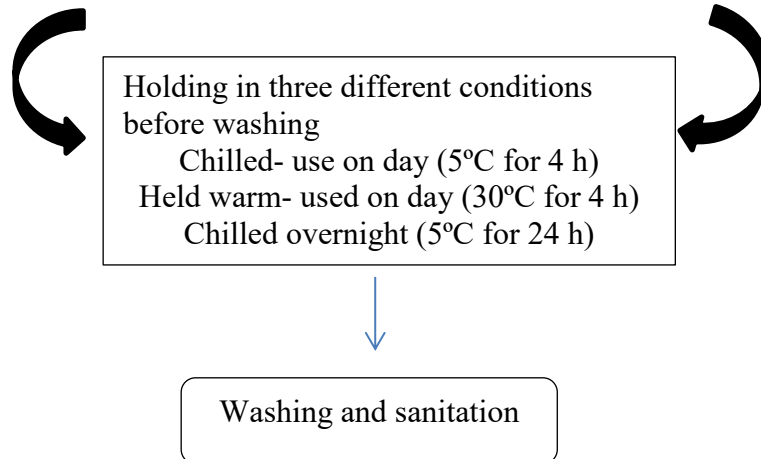 Holding in three different conditions
before washing
Chilled- use on day (5ºC for 4 h)
Held warm- used on day (30ºC for 4 h)
Chilled overnight (5ºC for 24 h)
Washing and sanitation